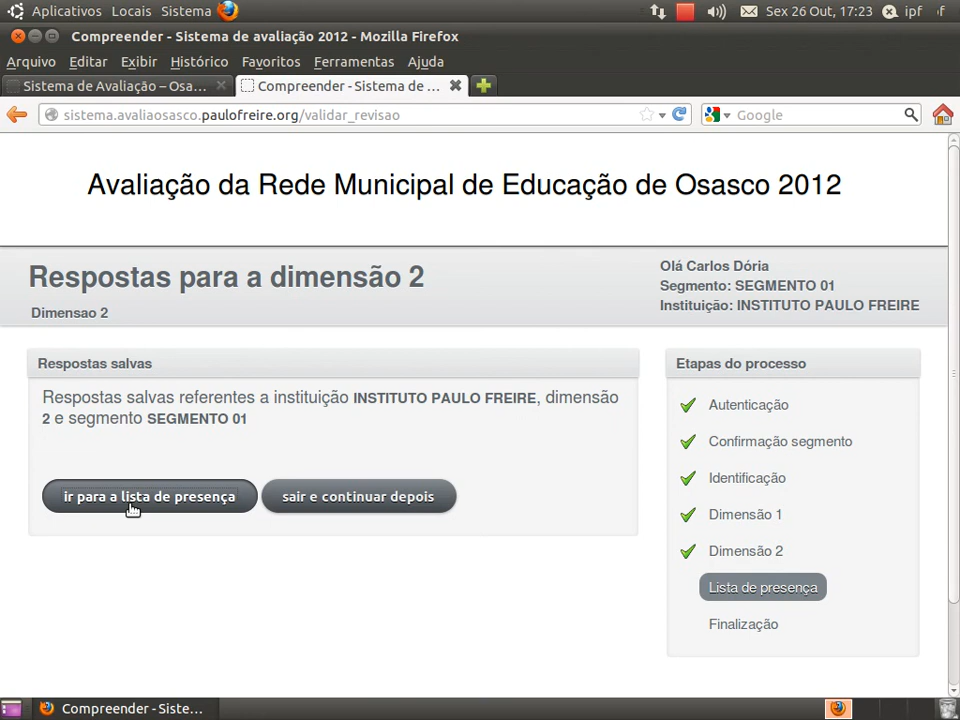 Aplicativos Locais Sistema Sex 26 Out, 17:23 ipf
Compreender - Sistema de avaliação 2012 - Mozilla Firefox
Arquivo Editar Exibir Histórico Favoritos Ferramentas Ajuda
Sistema de Avaliação – Osa... Compreender - Sistema de ...
sistema.avaliaosasco.paulofreire.org/validar_revisao Google
Avaliação da Rede Municipal de Educação de Osasco 2012
Respostas para a dimensão 2
Dimensao 2
Olá Carlos Dória
Segmento: SEGMENTO 01
Instituição: INSTITUTO PAULO FREIRE
Respostas salvas
Respostas salvas referentes a instituição INSTITUTO PAULO FREIRE, dimensão
2 e segmento SEGMENTO 01
ir para a lista de presença sair e continuar depois
Etapas do processo
Autenticação
Confirmação segmento
Identificação
Dimensão 1
Dimensão 2
Lista de presença
Finalização
Compreender - Siste...